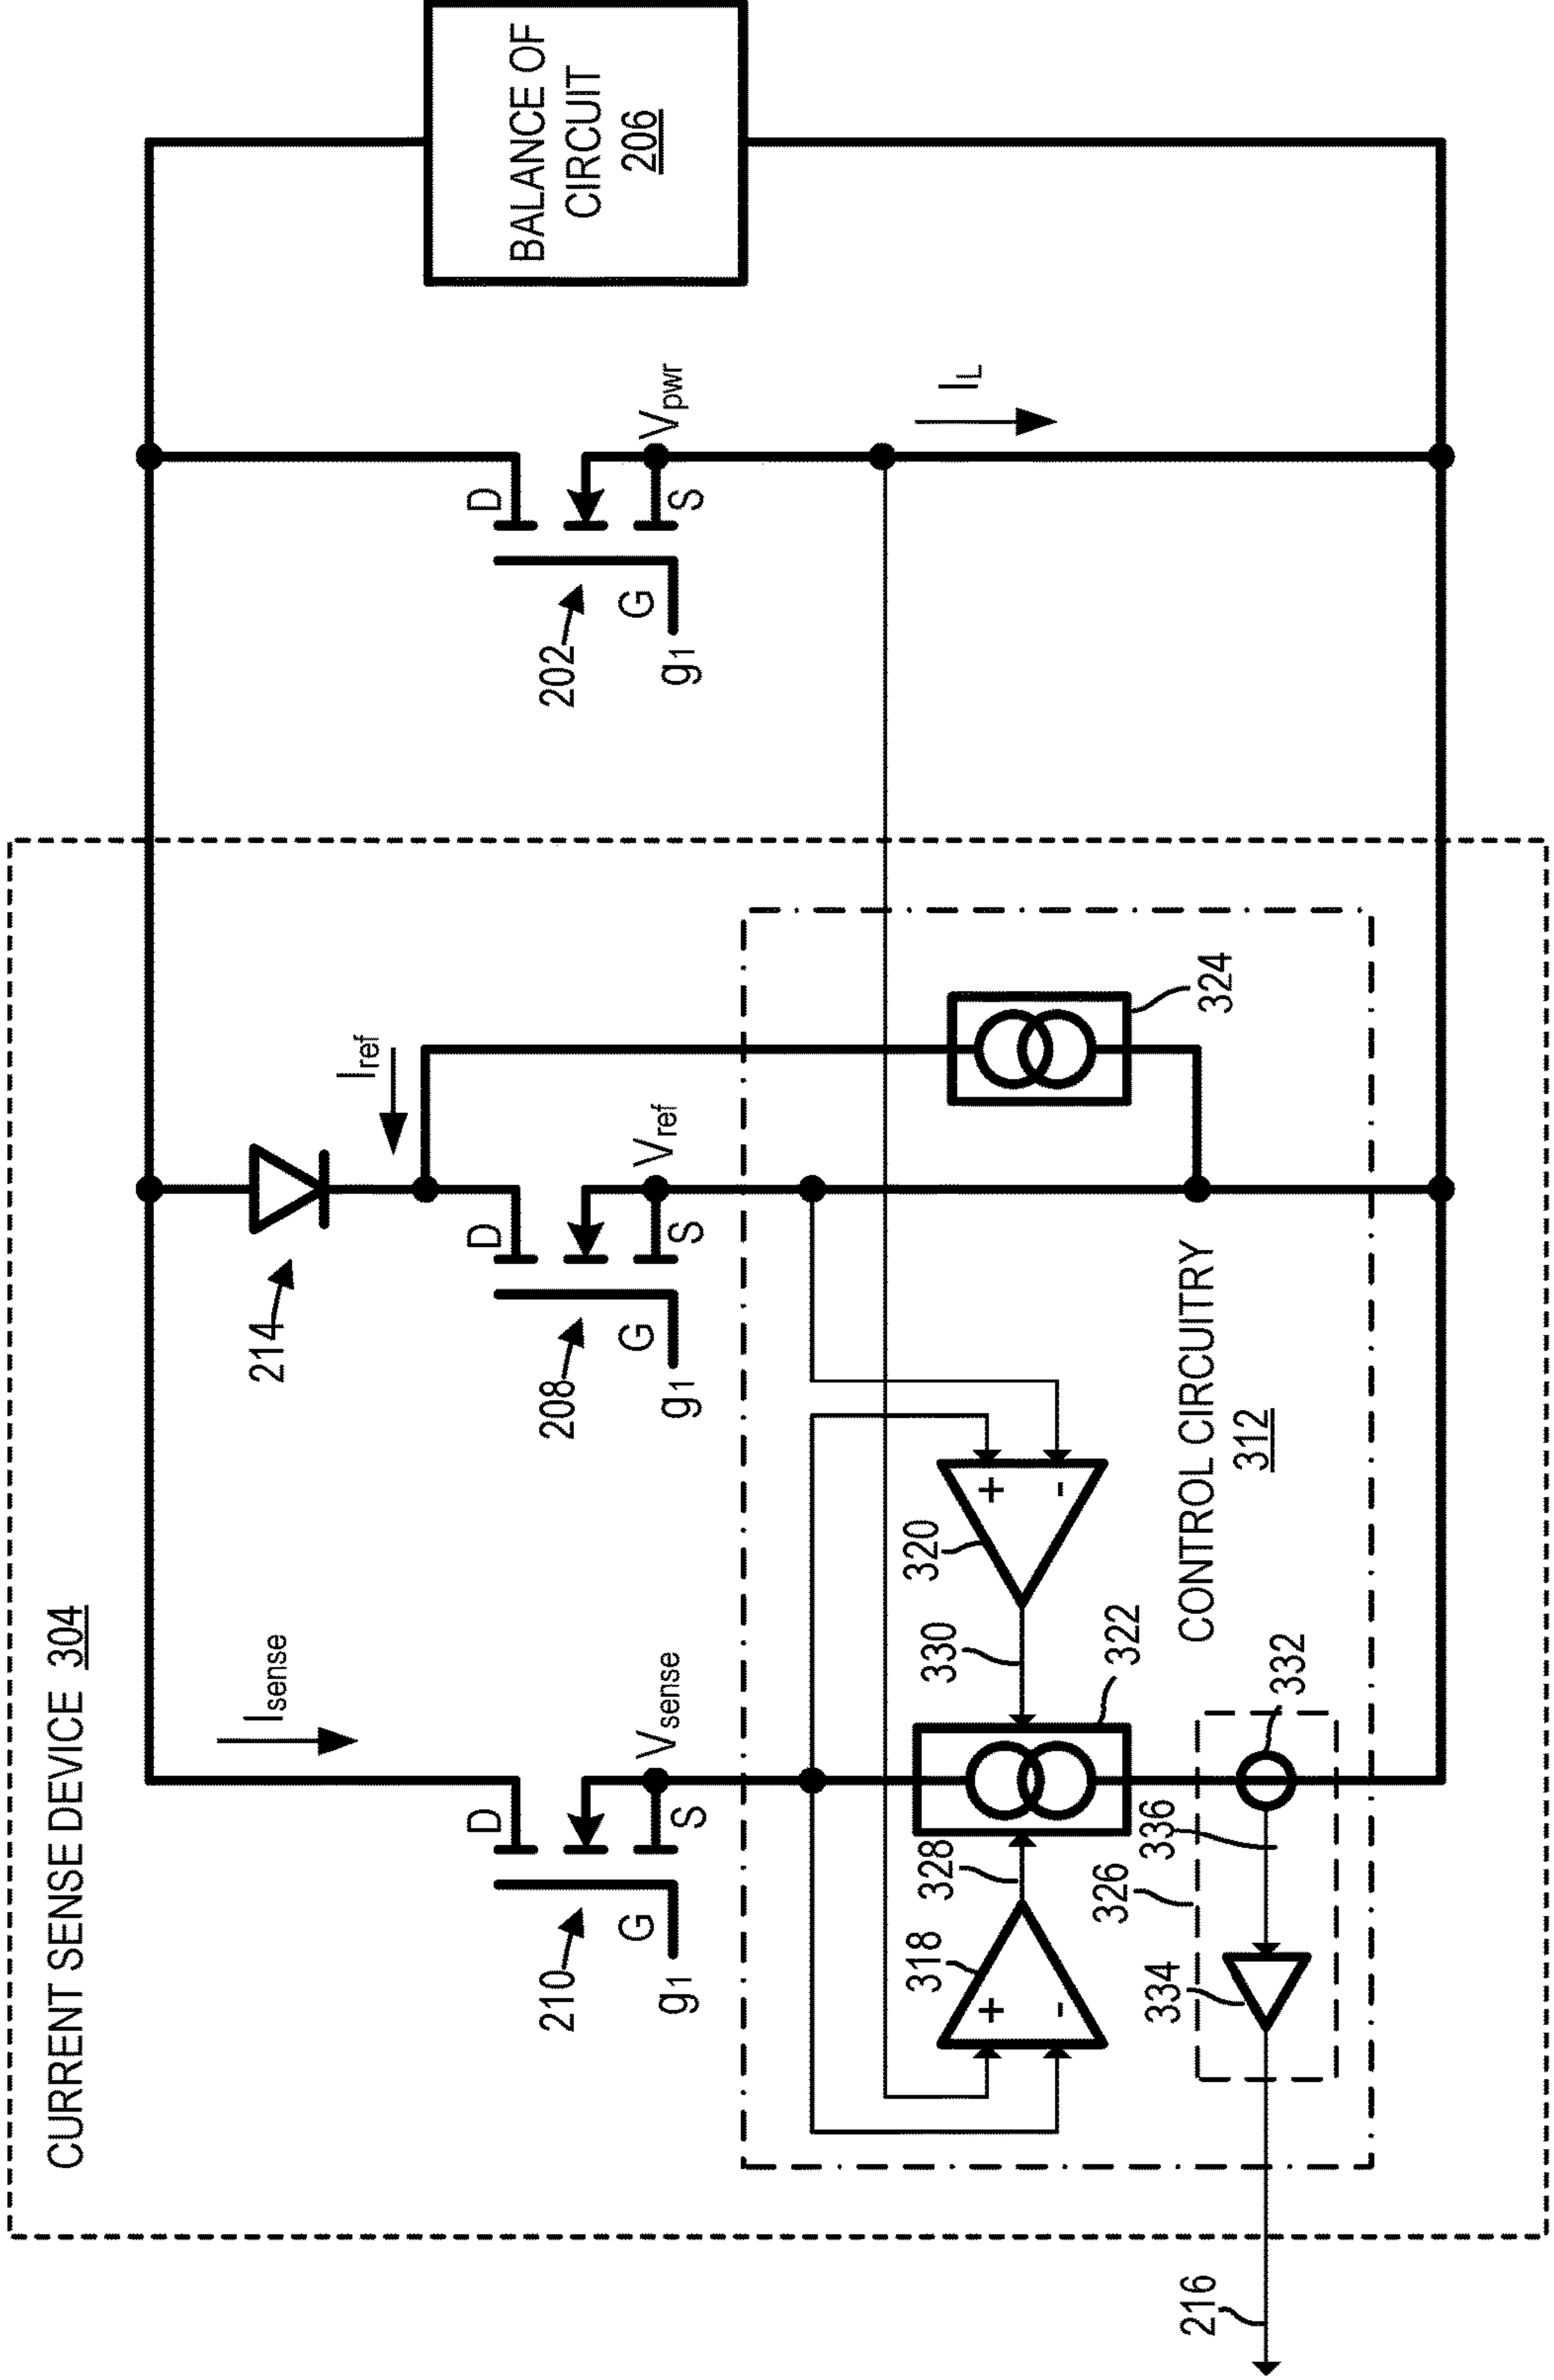 CURRENT SENSE DEVICE 304
Isense
Iref
214
D
D
D
210
G
g1
S
Vsense
208
G
g1
S
Vref
202
G
g1
S
Vpwr
BALANCE OF
CIRCUIT
206
IL
318
+
-
328
330
320
+
-
322
324
334
326
336
332
CONTROL CIRCUITRY
312
216